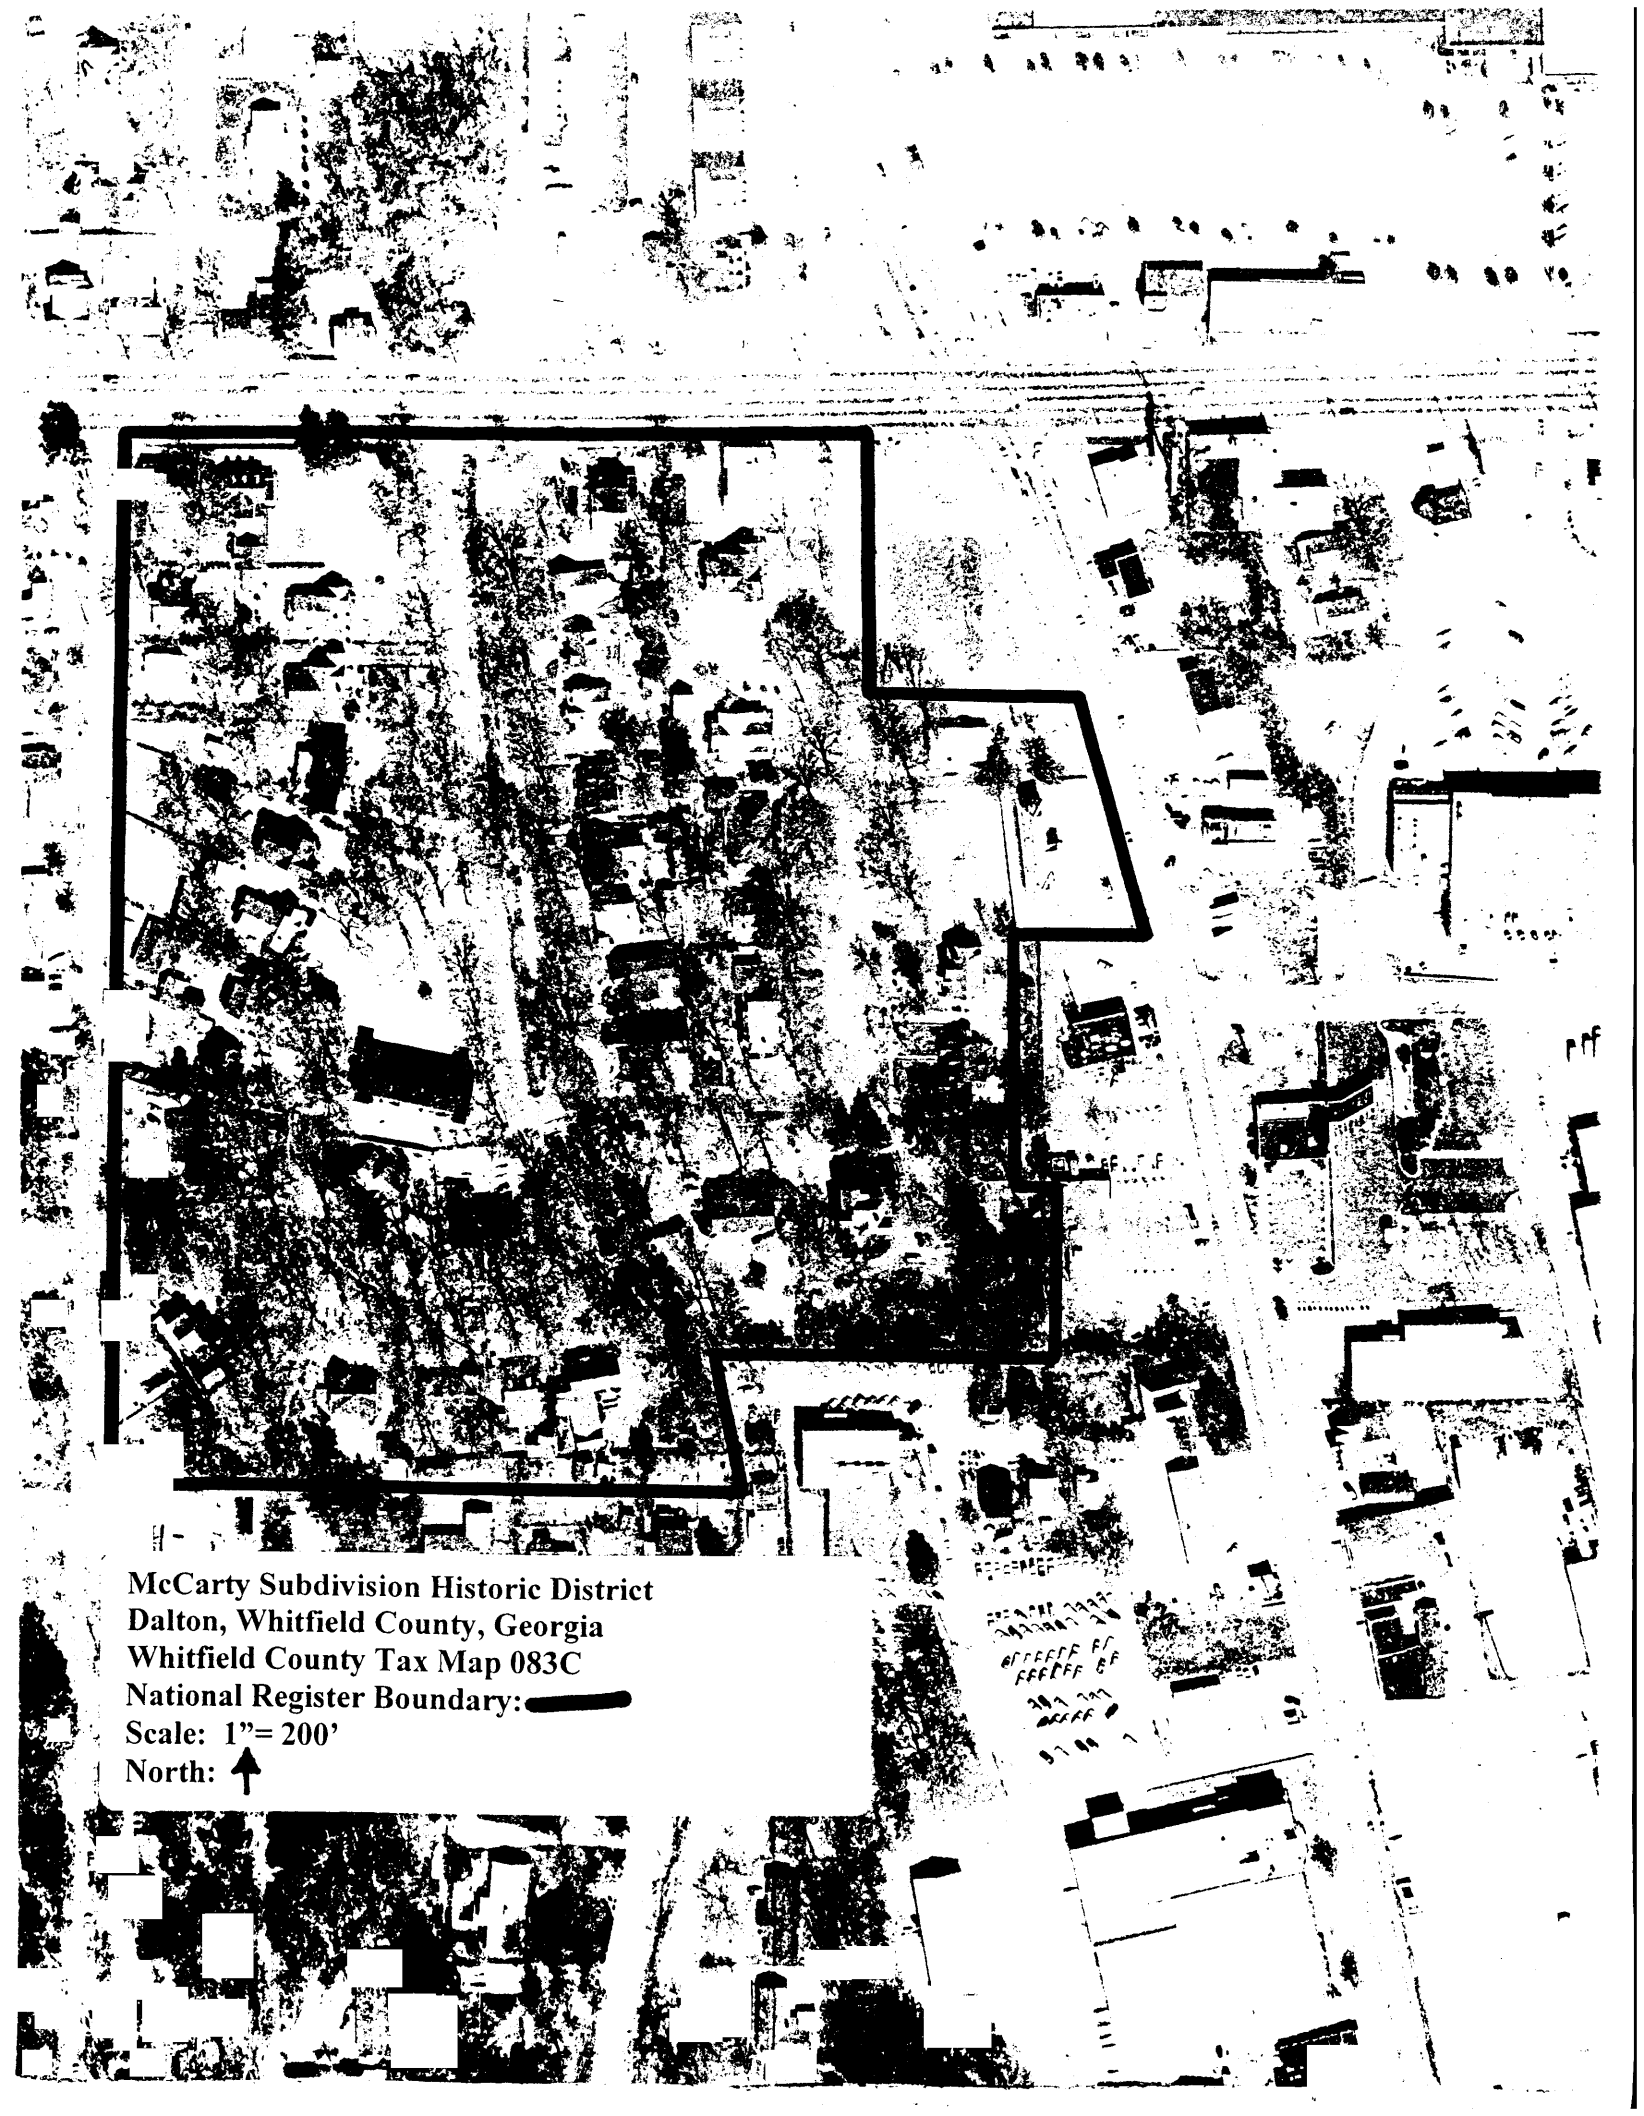 McCarty Subdivision Historic District
Dalton, Whitfield County, Georgia
Whitfield County Tax Map 083C
National Register Boundary:
Scale: 1”= 200’
North: